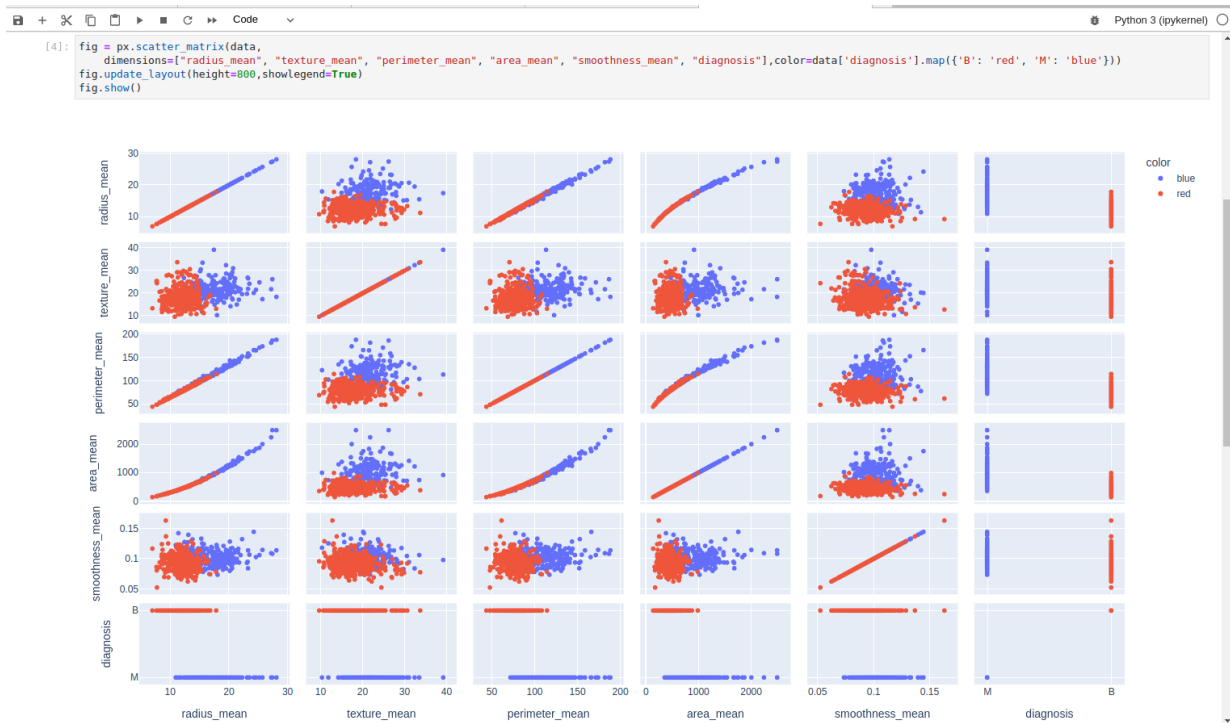 Code
Python 3 (ipykernel)
[4]:
fig = px.scatter_matrix(data,
dimensions=["radius_mean", "texture_mean", "perimeter_mean", "area_mean", "smoothness_mean", "diagnosis"],color=data['diagnosis'].map({'B': 'red', 'M': 'blue'}))
fig.update_layout(height=800,showlegend=True)
fig.show()
color
blue
red
radius_mean
30
20
10
texture_mean
40
30
20
10
perimeter_mean
200
150
100
50
area_mean
2000
1000
0
smoothness_mean
0.15
0.1
0.05
diagnosis
B
M
10 20 30 10 20 30 40 50 100 150 200 0 1000 2000 0.05 0.1 0.15 M B
radius_mean texture_mean perimeter_mean area_mean smoothness_mean diagnosis